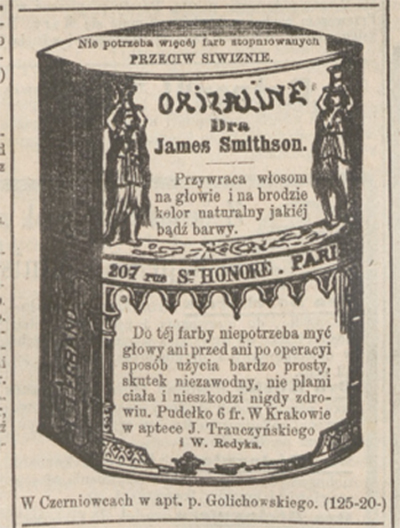 Nie potrzeba więcéj farb stopniowanych
PRZECIW SIWIZNIE.
ORIZALINE
Dra
James Smithson.
Przywraca włosom
na głowie i na brodzie
kolor naturalny jakiéj
bądź barwy.
207 rue St HONORE . PARI
Do téj farby niepotrzeba myć
głowy ani przed ani po operacyi
sposób użycia bardzo prosty,
skutek niezawodny, nie plami
ciała i nieszkodzi nigdy zdro-
wiu. Pudełko 6 fr. W Krakowie
w aptece J. Trauczyńskiego
i W. Redyka.
W Czerniowcach w apt. p. Golichowskiego. (125-20-)